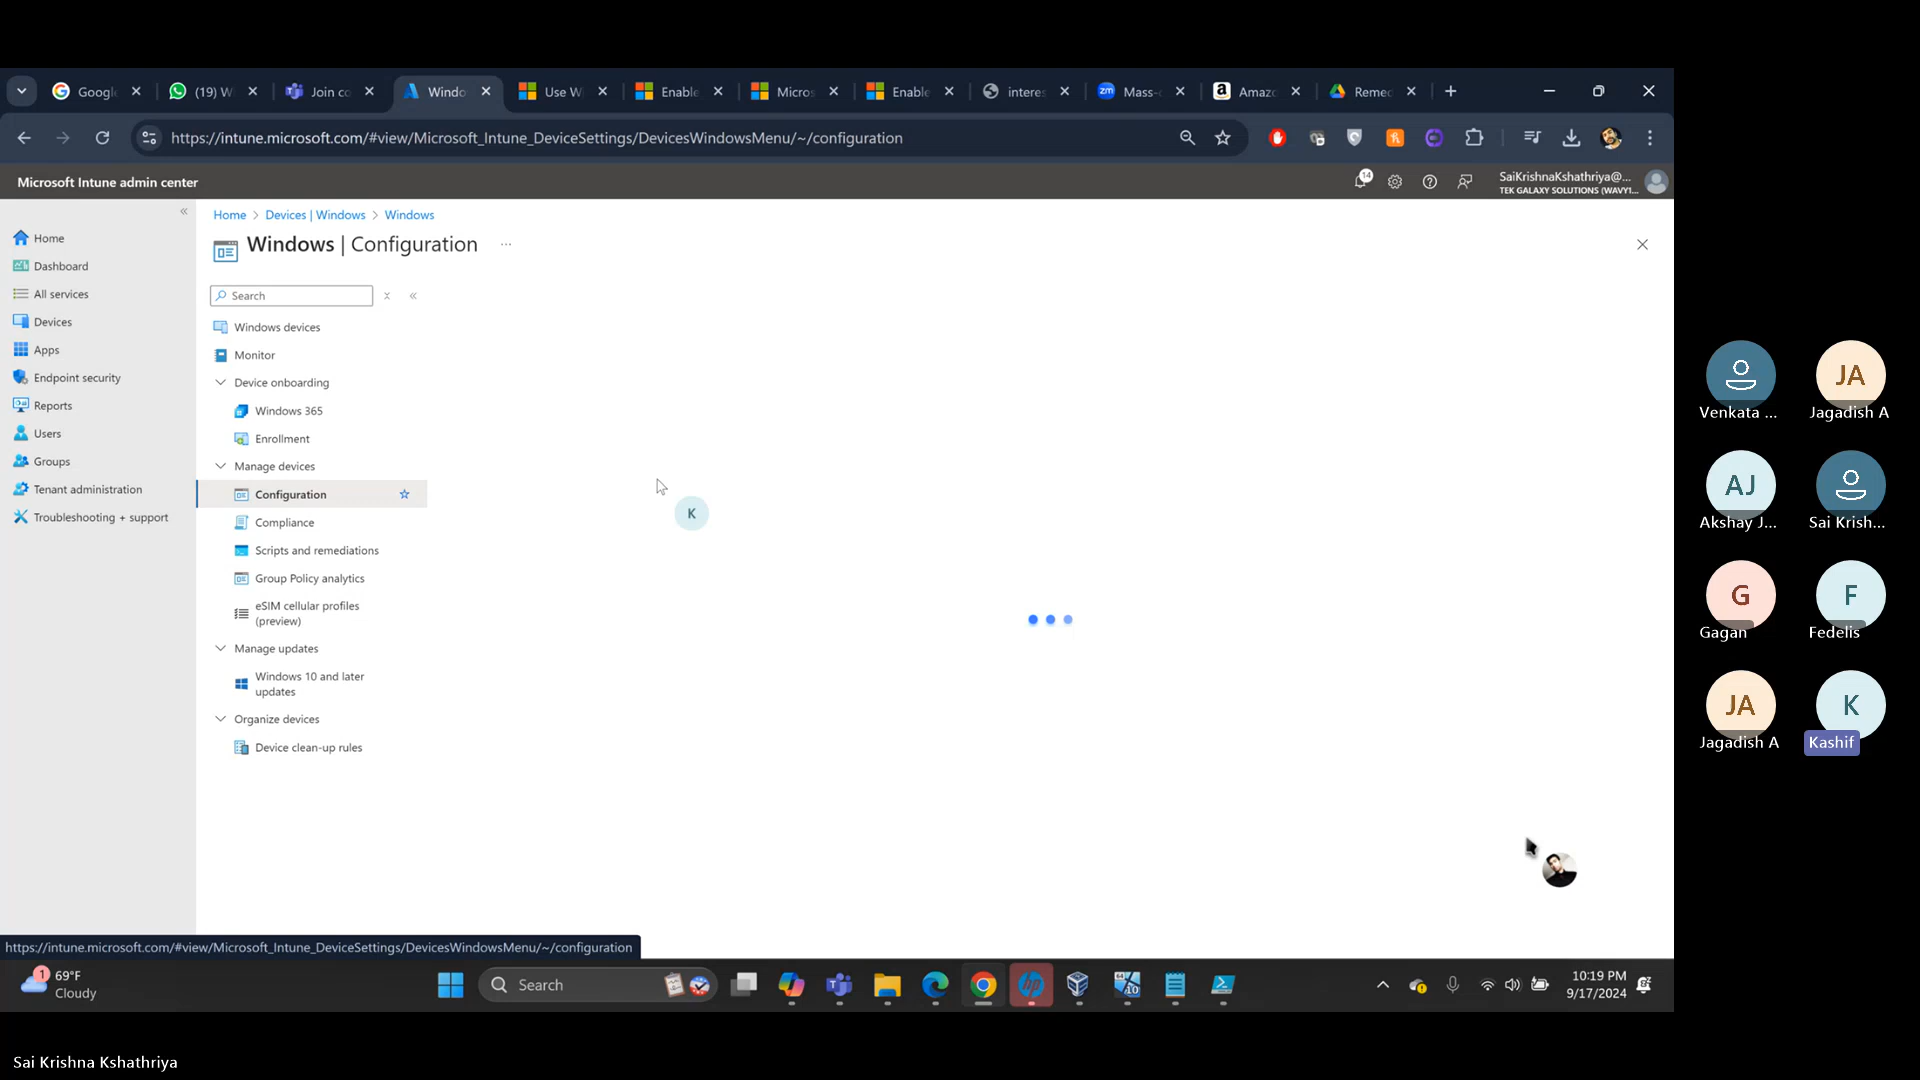 Google
(19) W
Join co
Windo
Use W
Enable
Micros
Enable
interes
Mass-
Amazo
Remed
https://intune.microsoft.com/#view/Microsoft_Intune_DeviceSettings/DevicesWindowsMenu/~/configuration
Microsoft Intune admin center
14
SaiKrishnaKshathriya@...
TEK GALAXY SOLUTIONS (WAVY1...
Home > Devices | Windows > Windows
Windows | Configuration
Home
Dashboard
All services
Devices
Apps
Endpoint security
Reports
Users
Groups
Tenant administration
Troubleshooting + support
Search
Windows devices
Monitor
Device onboarding
Windows 365
Enrollment
Manage devices
Configuration
Compliance
Scripts and remediations
Group Policy analytics
eSIM cellular profiles
(preview)
Manage updates
Windows 10 and later
updates
Organize devices
Device clean-up rules
K
Venkata ...
JA
Jagadish A
AJ
Akshay J...
Sai Krish...
G
Gagan
F
Fedelis
JA
Jagadish A
K
Kashif
https://intune.microsoft.com/#view/Microsoft_Intune_DeviceSettings/DevicesWindowsMenu/~/configuration
1
69°F
Cloudy
Search
10:19 PM
9/17/2024
Sai Krishna Kshathriya